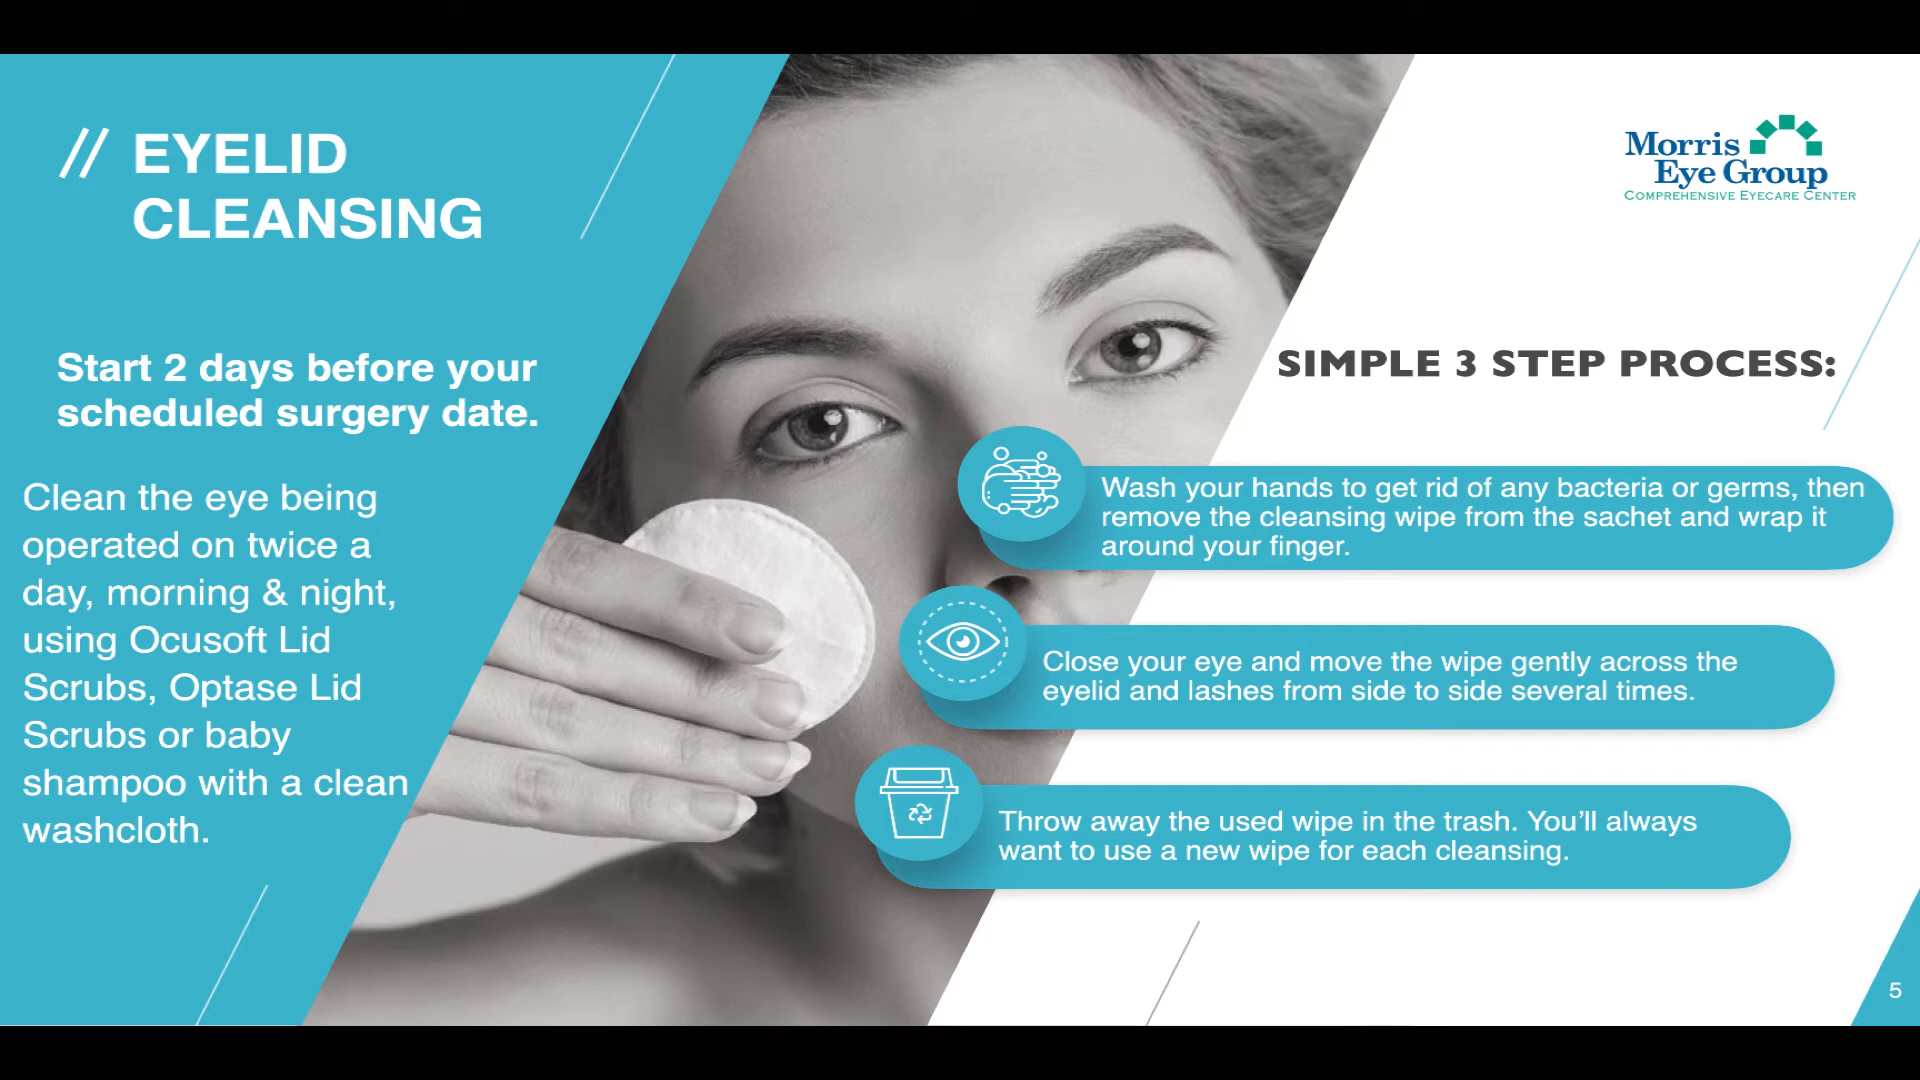 // EYELID
CLEANSING
Start 2 days before your
scheduled surgery date.
Clean the eye being
operated on twice a
day, morning & night,
using Ocusoft Lid
Scrubs, Optase Lid
Scrubs or baby
shampoo with a clean
washcloth.
Morris
Eye Group
COMPREHENSIVE EYECARE CENTER
SIMPLE 3 STEP PROCESS:
Wash your hands to get rid of any bacteria or germs, then
remove the cleansing wipe from the sachet and wrap it
around your finger.
Close your eye and move the wipe gently across the
eyelid and lashes from side to side several times.
Throw away the used wipe in the trash. You’ll always
want to use a new wipe for each cleansing.
5